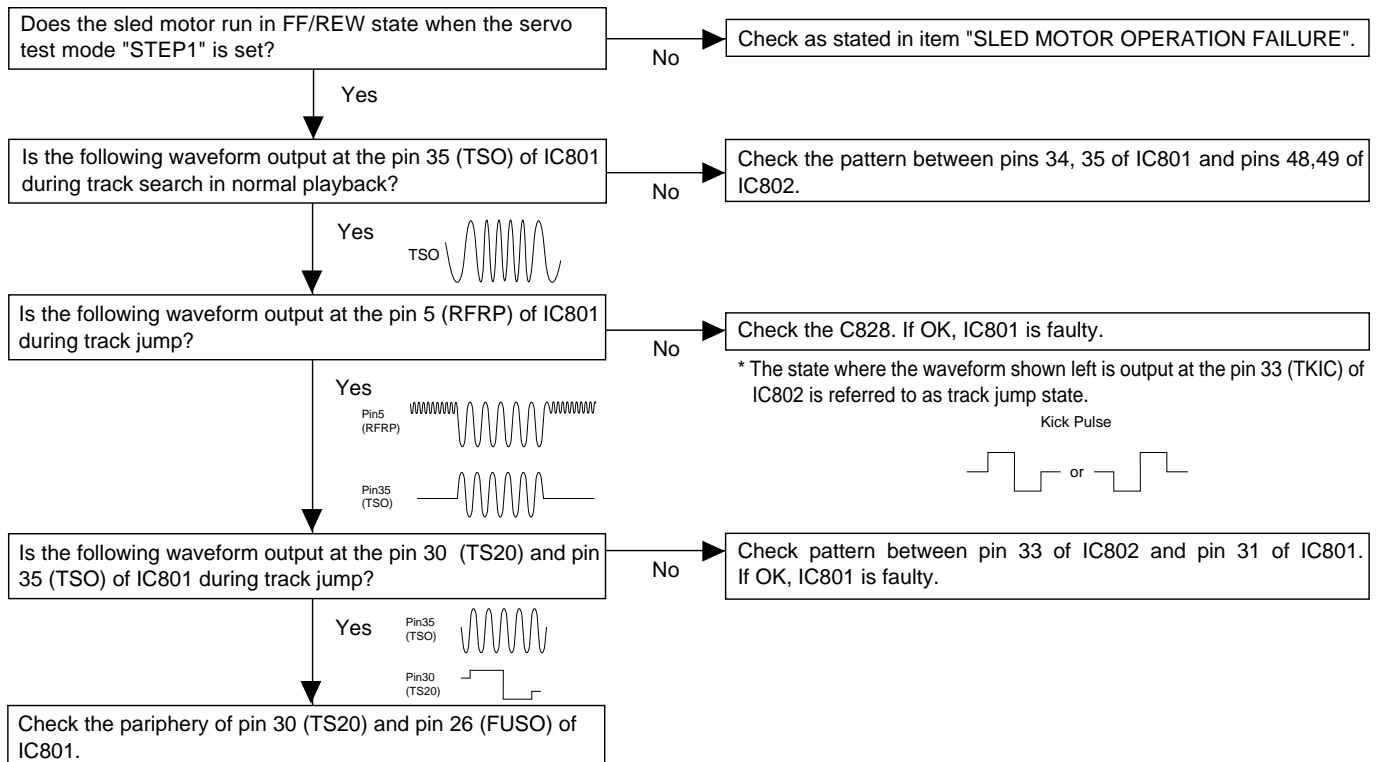 Does the sled motor run in FF/REW state when the servo
test mode "STEP1" is set?
No
Check as stated in item "SLED MOTOR OPERATION FAILURE".
Yes
Is the following waveform output at the pin 35 (TSO) of IC801
during track search in normal playback?
No
Check the pattern between pins 34, 35 of IC801 and pins 48,49 of
IC802.
Yes
TSO
Is the following waveform output at the pin 5 (RFRP) of IC801
during track jump?
No
Check the C828. If OK, IC801 is faulty.
* The state where the waveform shown left is output at the pin 33 (TKIC) of
IC802 is referred to as track jump state.
Kick Pulse
or
Yes
Pin5
(RFRP)
Pin35
(TSO)
Is the following waveform output at the pin 30 (TS20) and pin
35 (TSO) of IC801 during track jump?
No
Check pattern between pin 33 of IC802 and pin 31 of IC801.
If OK, IC801 is faulty.
Yes
Pin35
(TSO)
Pin30
(TS20)
Check the pariphery of pin 30 (TS20) and pin 26 (FUSO) of
IC801.